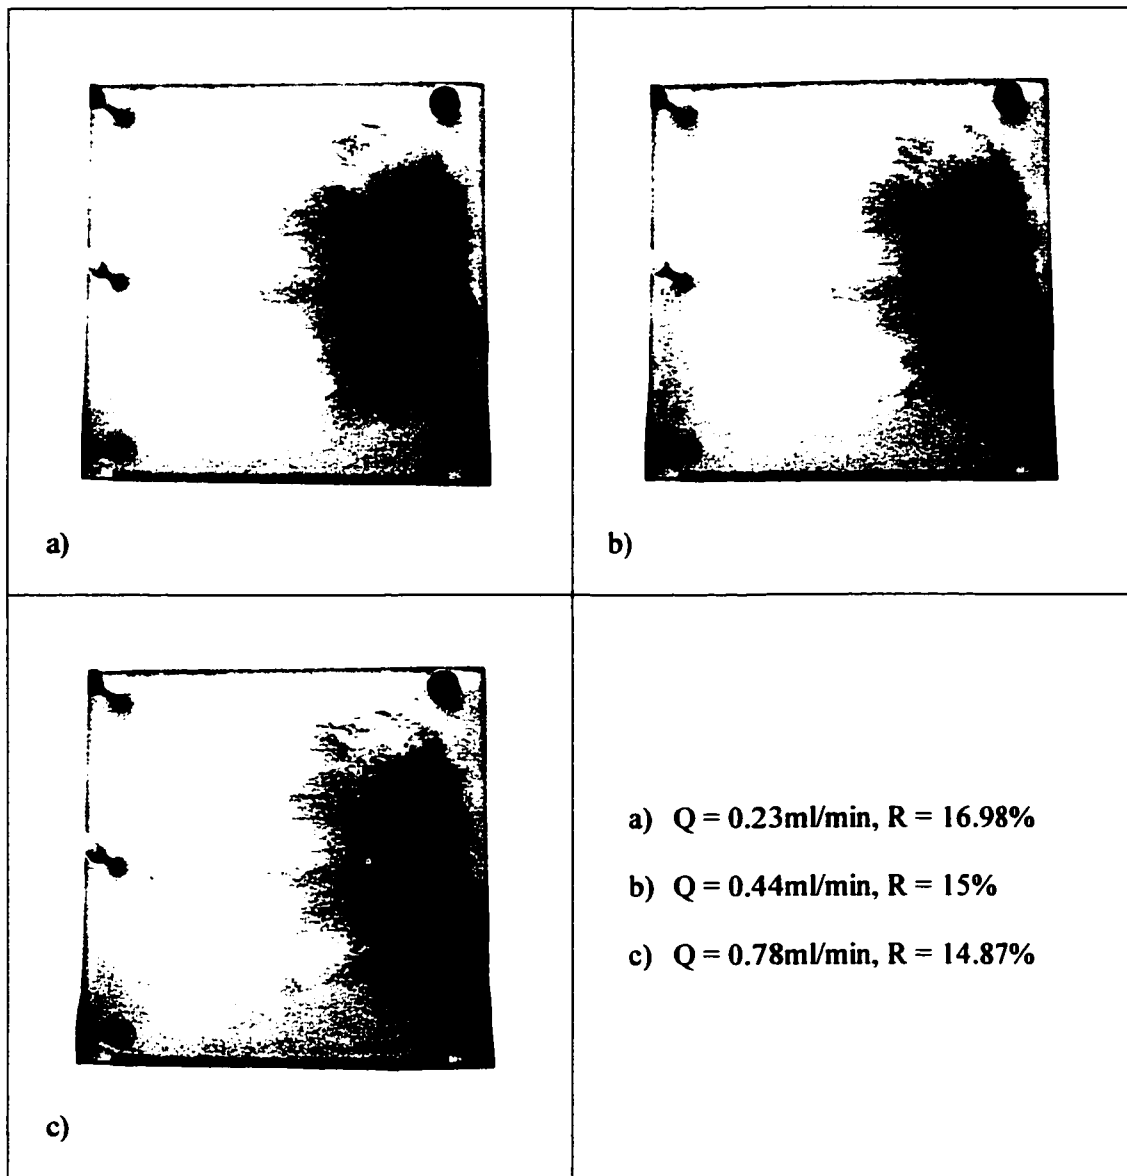 a)
b)
c)
a) Q = 0.23ml/min, R = 16.98%
b) Q = 0.44ml/min, R = 15%
c) Q = 0.78ml/min, R = 14.87%